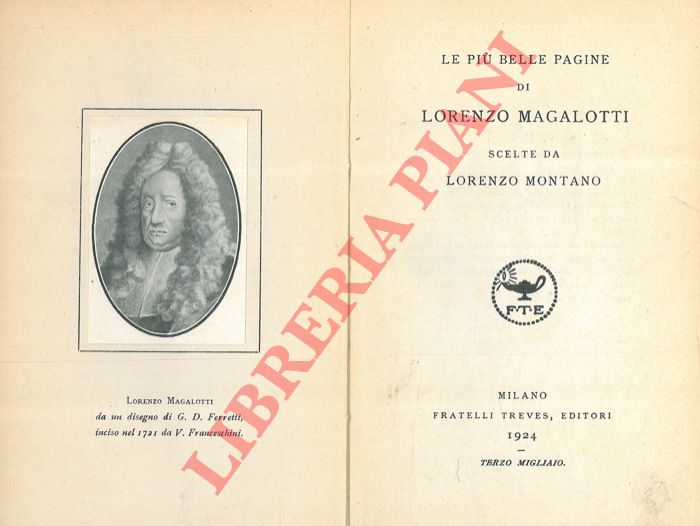 Lorenzo Magalotti
da un disegno di G. D. Ferretti,
inciso nel 1721 da V. Franceschini.
LE PIÙ BELLE PAGINE
DI
LORENZO MAGALOTTI
SCELTE DA
LORENZO MONTANO
F.T.E
MILANO
FRATELLI TREVES, EDITORI
1924
TERZO MIGLIAIO.
LIBRERIA PIANI